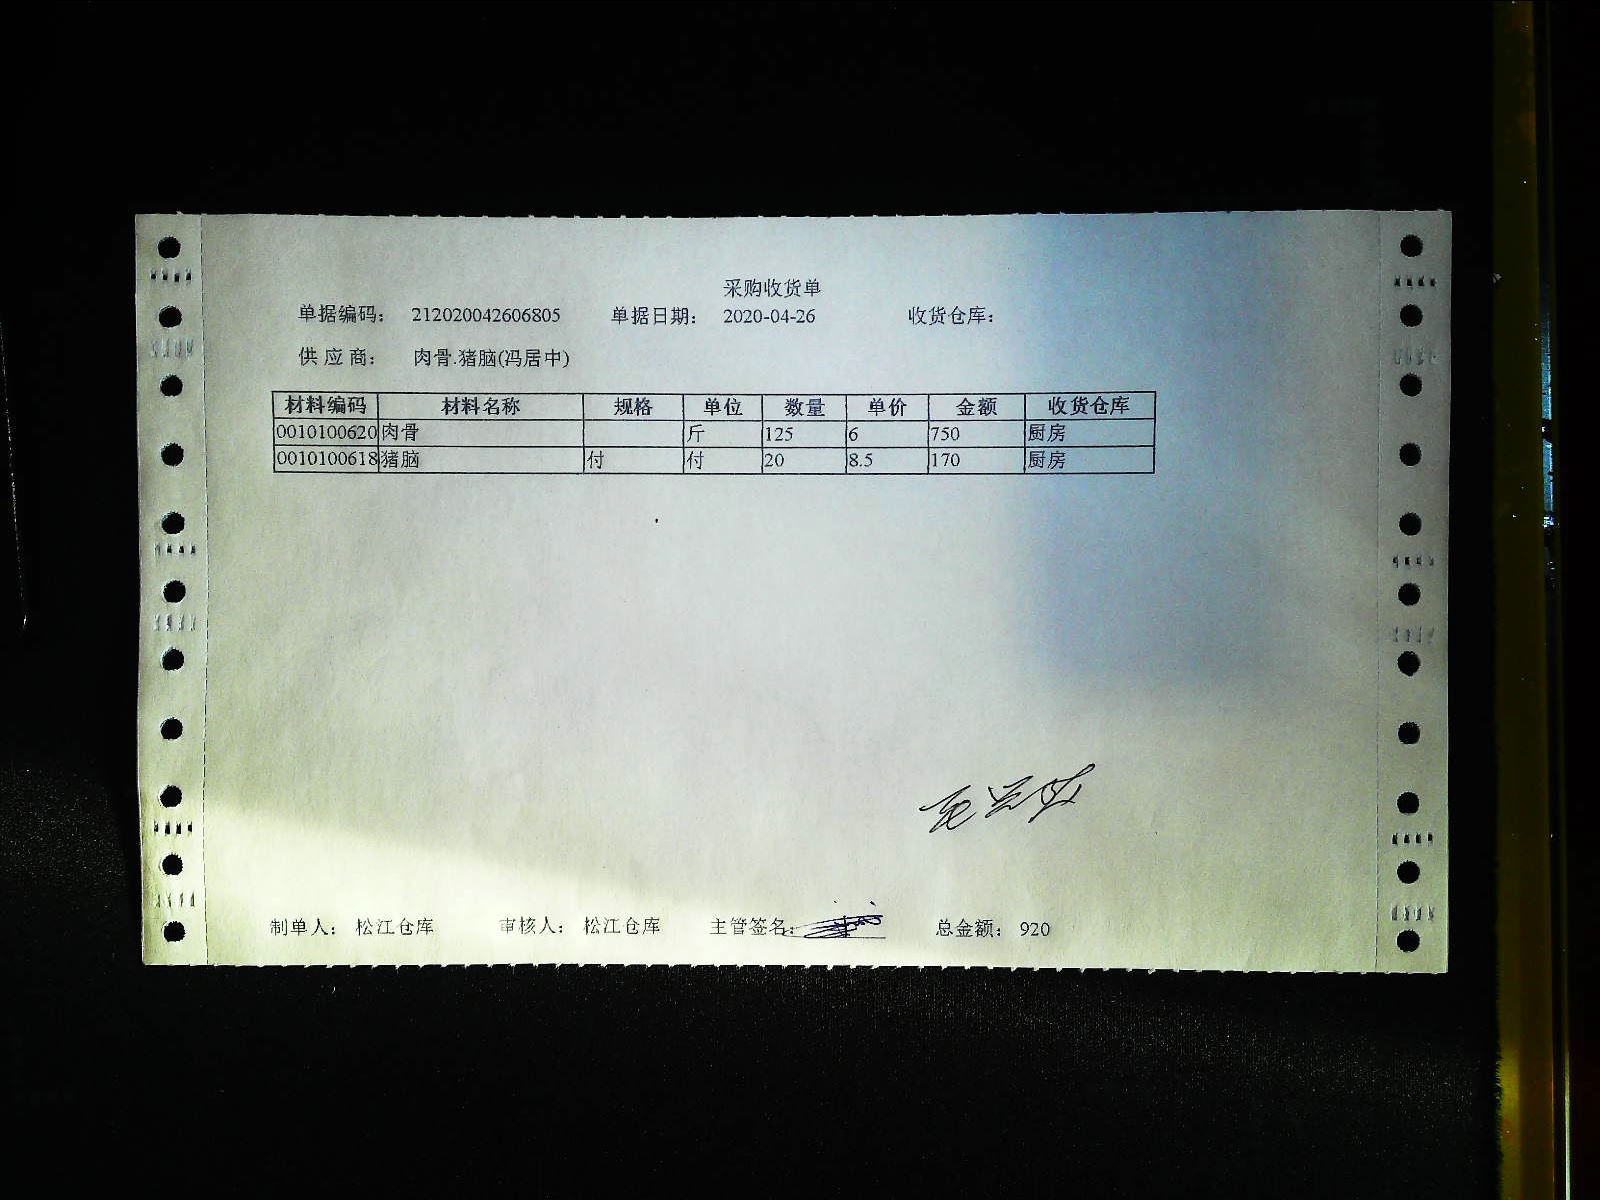 采购收货单
单据编码： 212020042606805 单据日期： 2020-04-26 收货仓库：
供应商： 肉骨.猪脑(冯居中)
材料编码 材料名称 规格 单位 数量 单价 金额 收货仓库
0010100620 肉骨 斤 125 6 750 厨房
0010100618 猪脑 付 付 20 8.5 170 厨房
制单人： 松江仓库 审核人： 松江仓库 主管签名： 总金额： 920